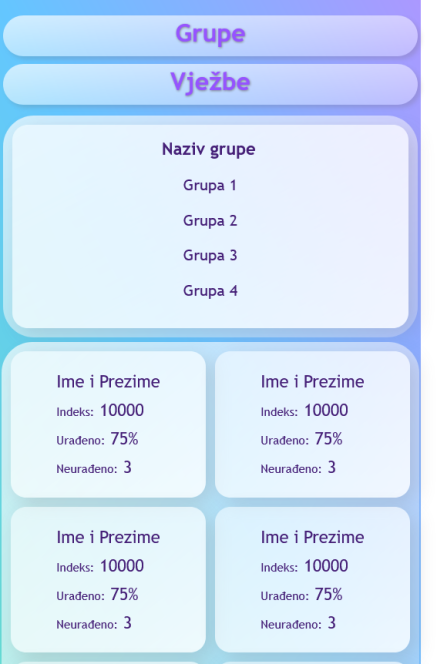 Grupe
Vježbe
Naziv grupe
Grupa 1
Grupa 2
Grupa 3
Grupa 4
Ime i Prezime
Indeks: 10000
Urađeno: 75%
Neurađeno: 3
Ime i Prezime
Indeks: 10000
Urađeno: 75%
Neurađeno: 3
Ime i Prezime
Indeks: 10000
Urađeno: 75%
Neurađeno: 3
Ime i Prezime
Indeks: 10000
Urađeno: 75%
Neurađeno: 3